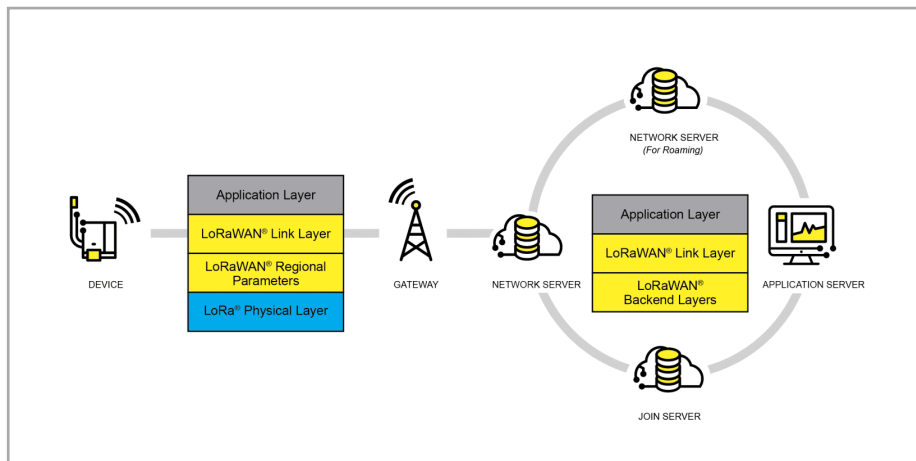 NETWORK SERVER
(For Roaming)
Application Layer
LoRaWAN® Link Layer
LoRaWAN® Regional
Parameters
LoRa® Physical Layer
DEVICE
GATEWAY
NETWORK SERVER
Application Layer
LoRaWAN® Link Layer
LoRaWAN®
Backend Layers
APPLICATION SERVER
JOIN SERVER